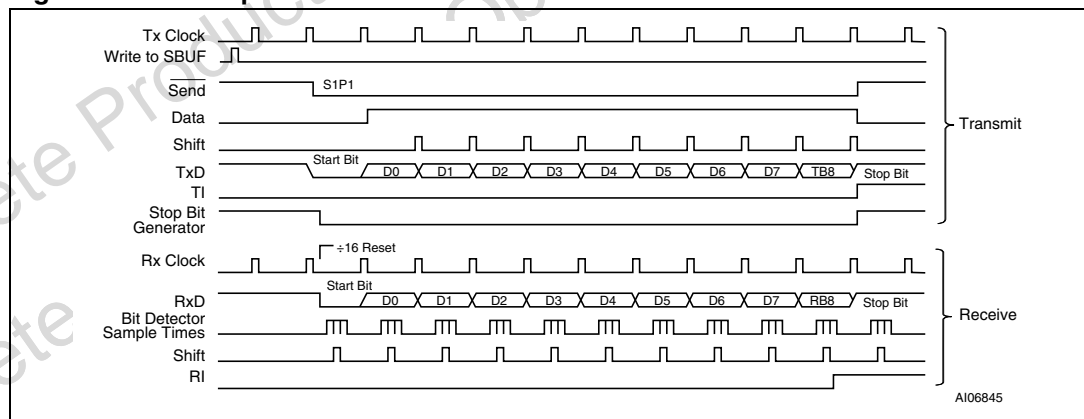 Tx Clock
Write to SBUF
Send
S1P1
Data
Shift
Transmit
TxD
Start Bit
D0 D1 D2 D3 D4 D5 D6 D7 TB8
Stop Bit
TI
Stop Bit
Generator
÷16 Reset
Rx Clock
RxD
Start Bit
D0 D1 D2 D3 D4 D5 D6 D7 RB8
Stop Bit
Bit Detector
Sample Times
Receive
Shift
RI
AI06845